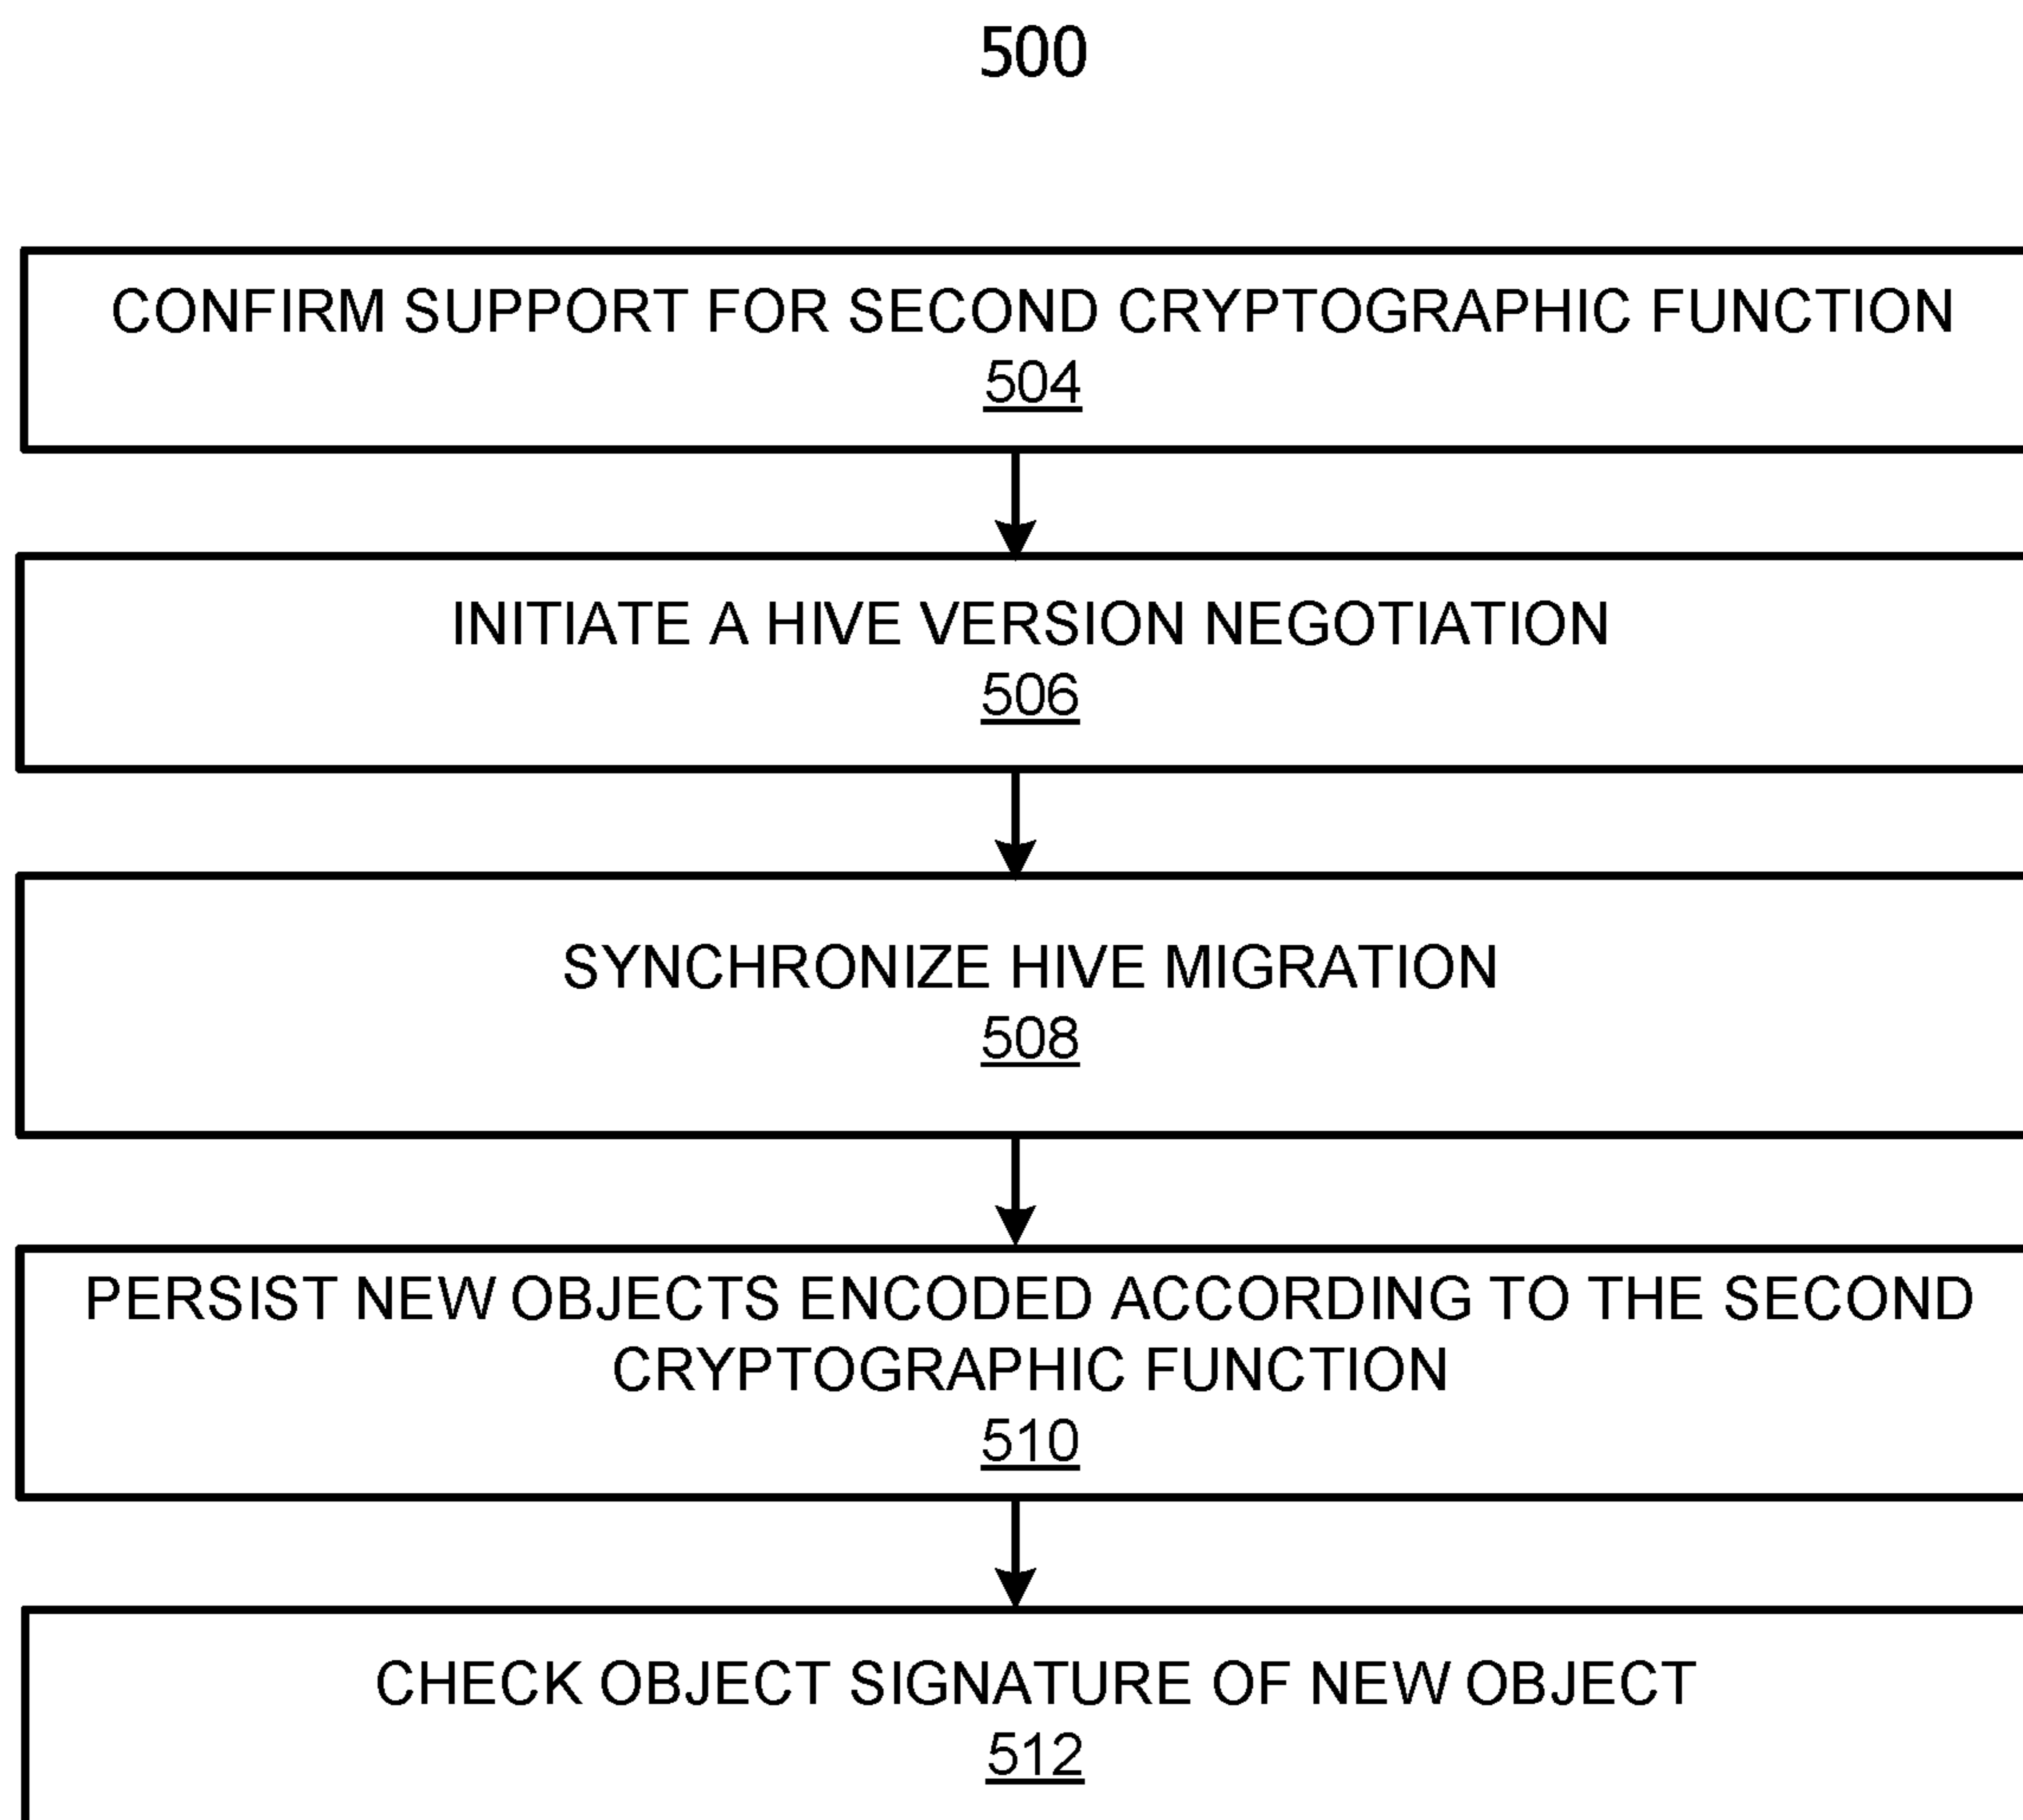 500
CONFIRM SUPPORT FOR SECOND CRYPTOGRAPHIC FUNCTION
504
INITIATE A HIVE VERSION NEGOTIATION
506
SYNCHRONIZE HIVE MIGRATION
508
PERSIST NEW OBJECTS ENCODED ACCORDING TO THE SECOND
CRYPTOGRAPHIC FUNCTION
510
CHECK OBJECT SIGNATURE OF NEW OBJECT
512